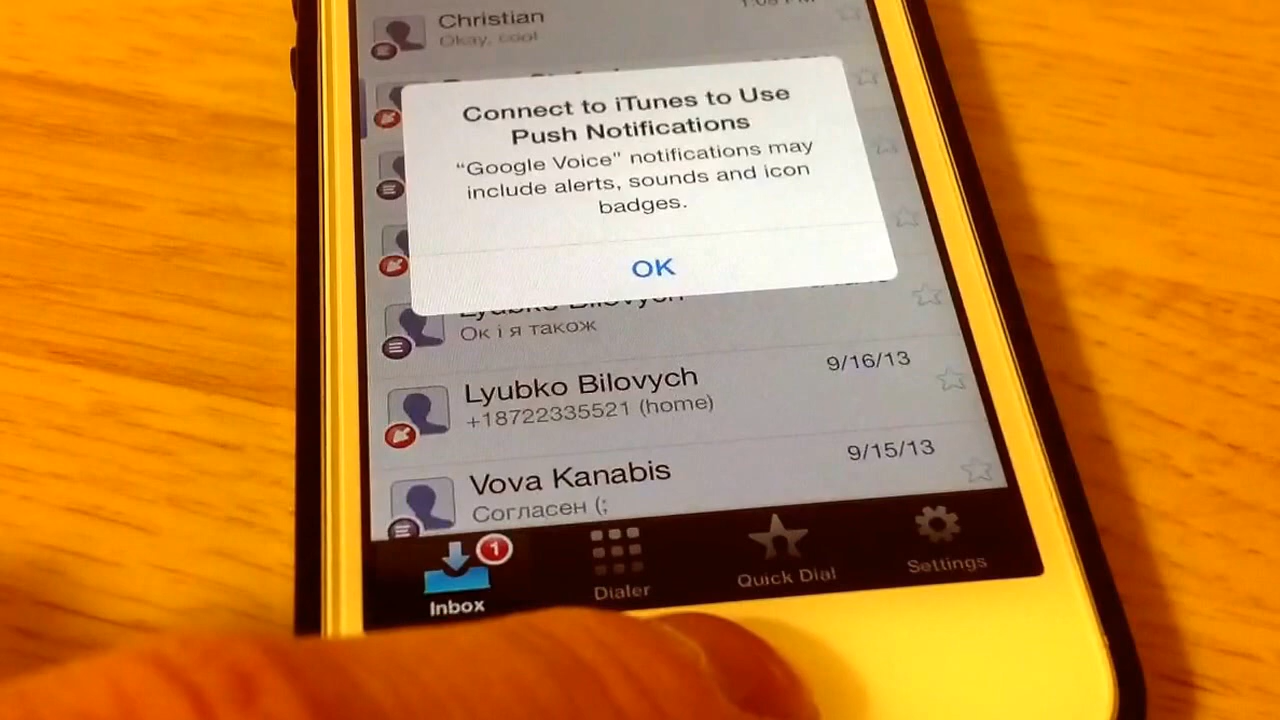 Christian
Okay, cool
Connect to iTunes to Use
Push Notifications
“Google Voice” notifications may
include alerts, sounds and icon
badges.
OK
Lyubko Bilovych
Ок і я також
Lyubko Bilovych
9/16/13
+18722335521 (home)
Vova Kanabis
9/15/13
Согласен (;
1
Inbox
Dialer
Quick Dial
Settings